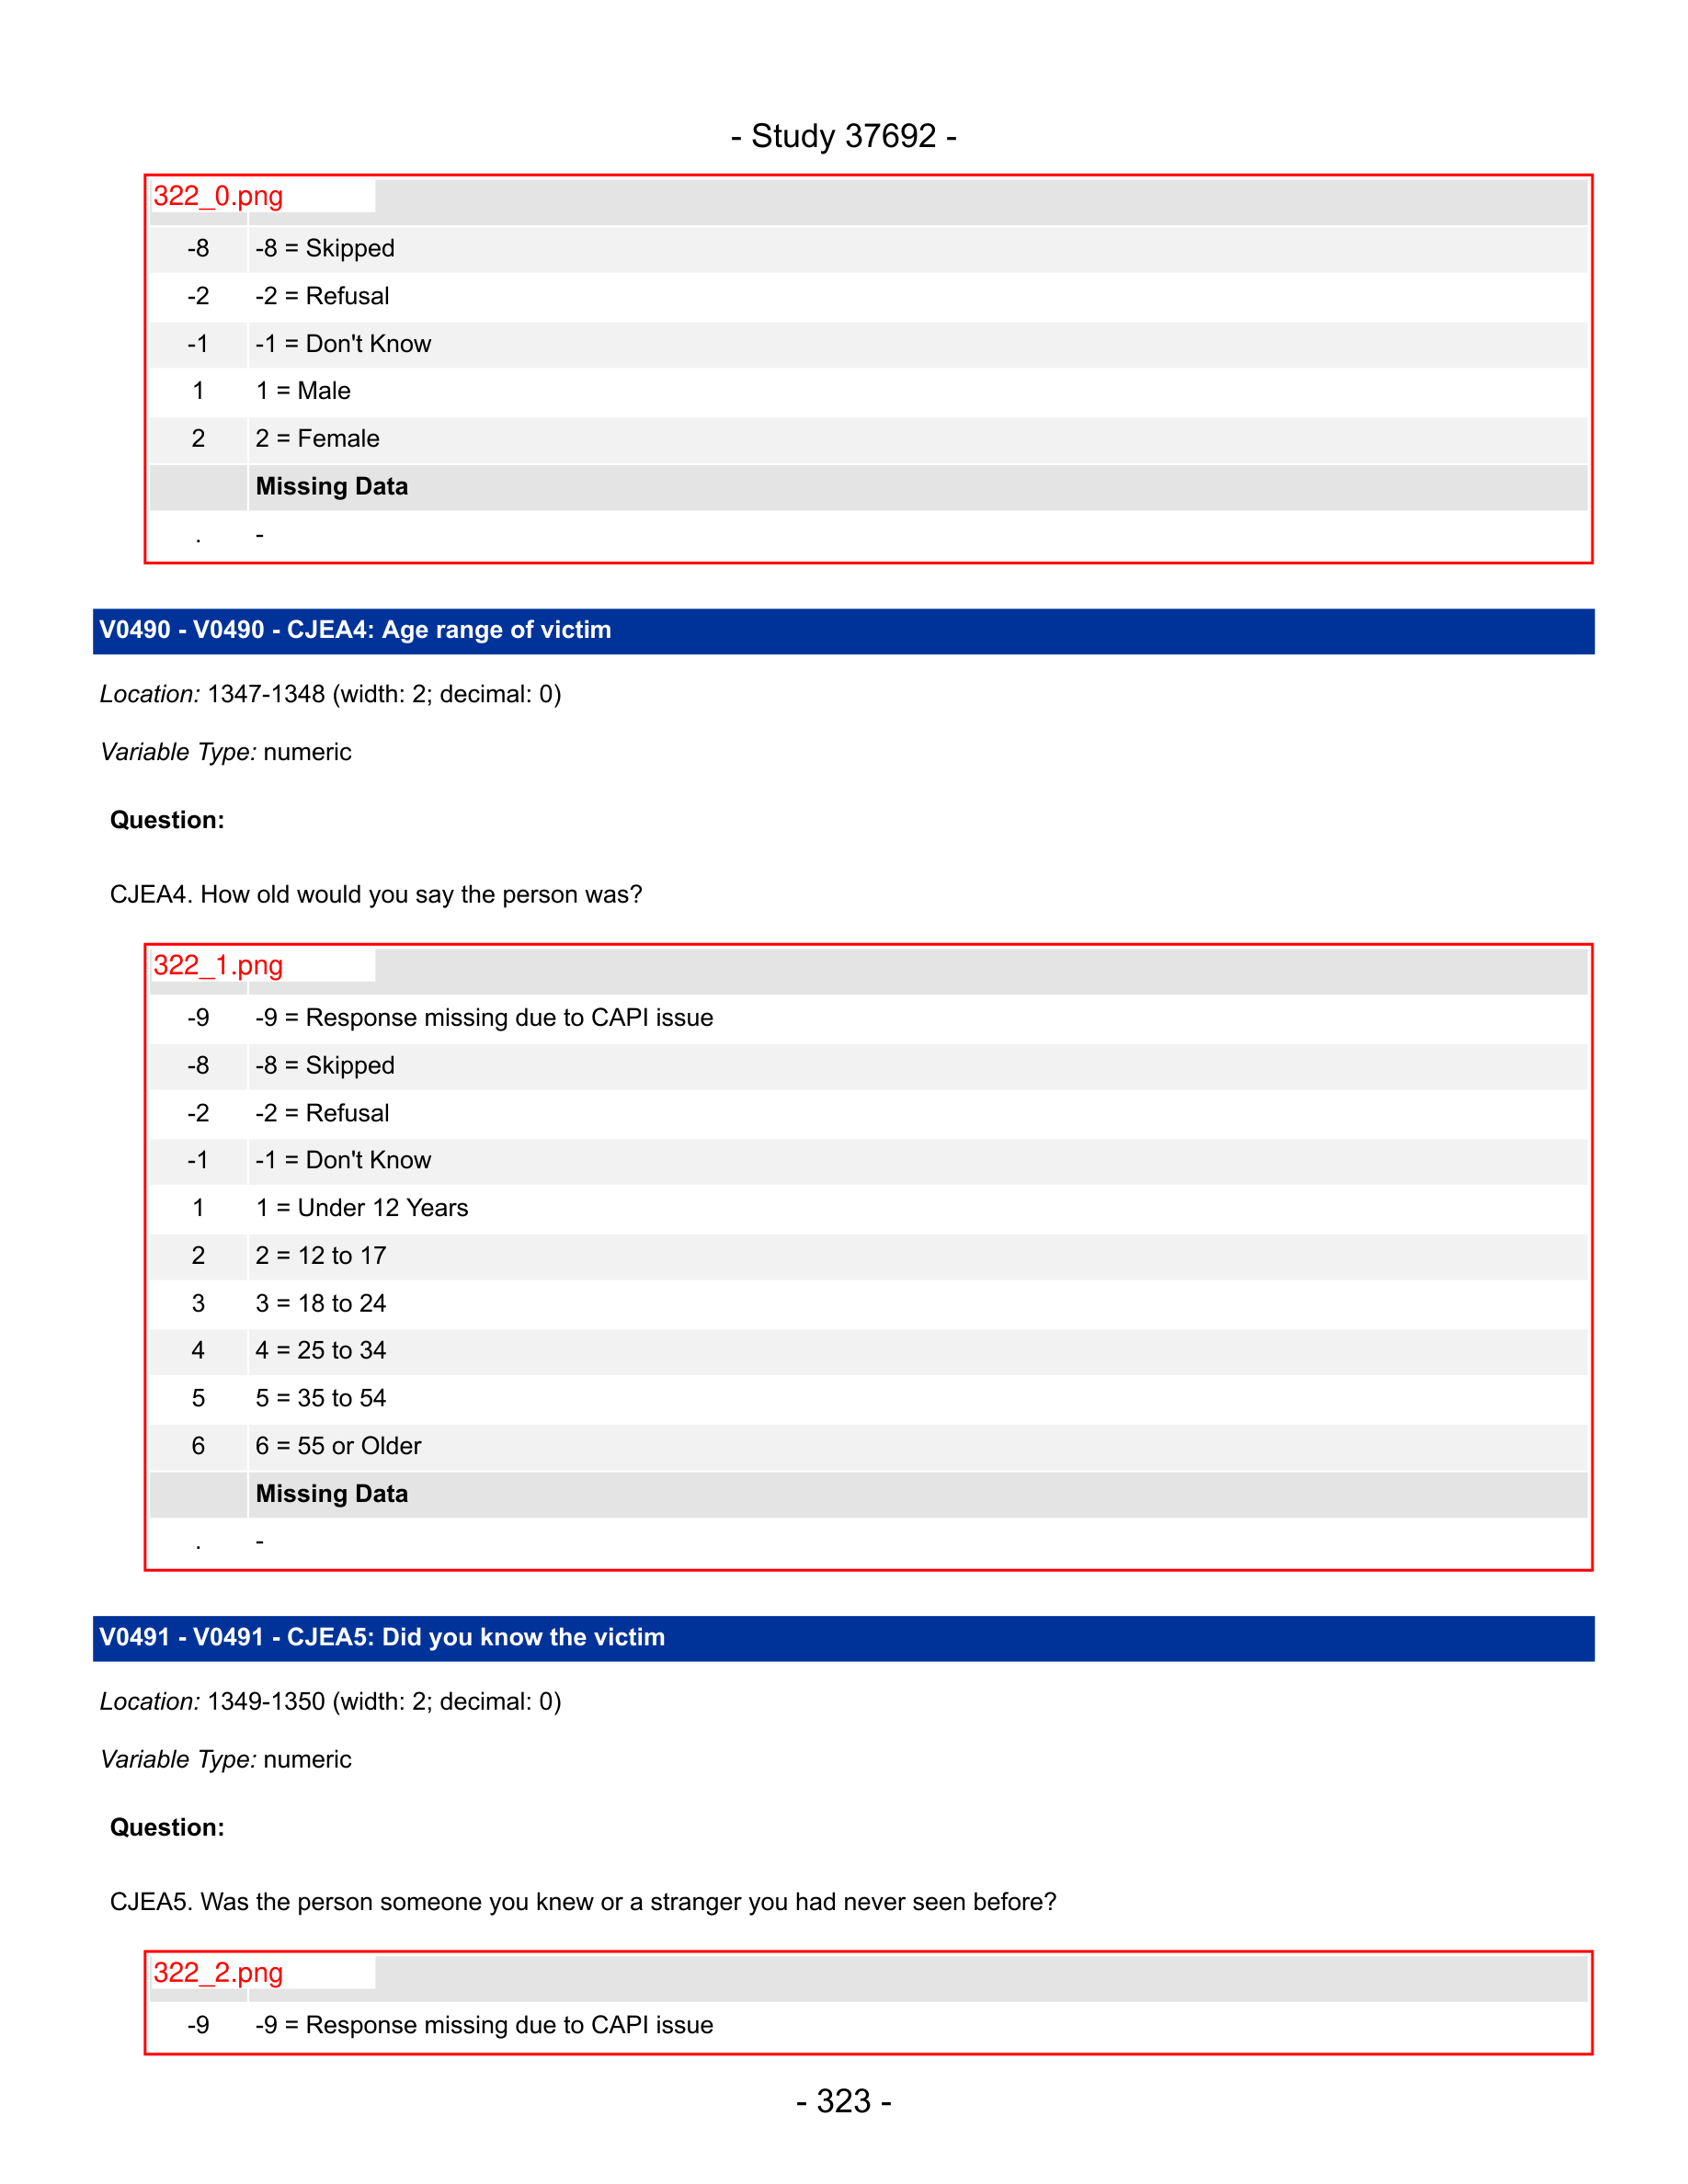 - Study 37692 -
322_0.png
-8 -8 = Skipped
-2 -2 = Refusal
-1 -1 = Don't Know
1 1 = Male
2 2 = Female
Missing Data
. -
V0490 - V0490 - CJEA4: Age range of victim
Location: 1347-1348 (width: 2; decimal: 0)
Variable Type: numeric
Question:
CJEA4. How old would you say the person was?
322_1.png
-9 -9 = Response missing due to CAPI issue
-8 -8 = Skipped
-2 -2 = Refusal
-1 -1 = Don't Know
1 1 = Under 12 Years
2 2 = 12 to 17
3 3 = 18 to 24
4 4 = 25 to 34
5 5 = 35 to 54
6 6 = 55 or Older
Missing Data
. -
V0491 - V0491 - CJEA5: Did you know the victim
Location: 1349-1350 (width: 2; decimal: 0)
Variable Type: numeric
Question:
CJEA5. Was the person someone you knew or a stranger you had never seen before?
322_2.png
-9 -9 = Response missing due to CAPI issue
- 323 -